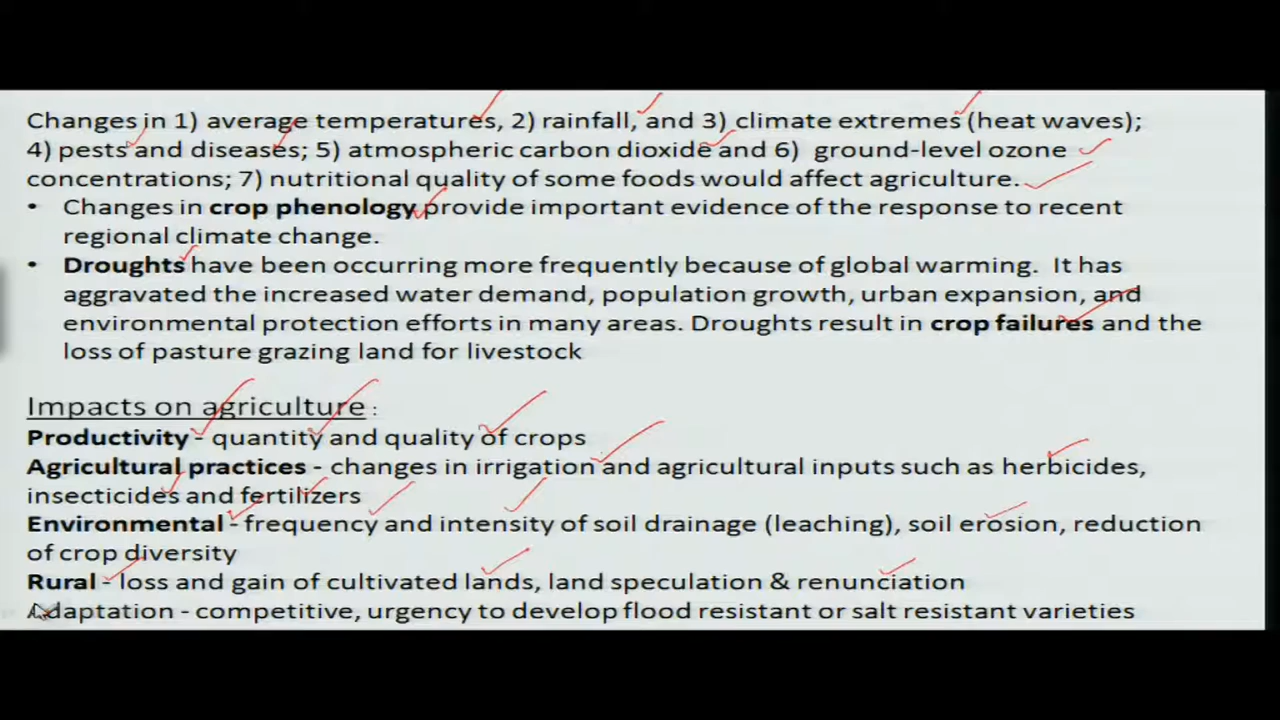 Changes in 1) average temperatures, 2) rainfall, and 3) climate extremes (heat waves);
4) pests and diseases; 5) atmospheric carbon dioxide and 6) ground-level ozone
concentrations; 7) nutritional quality of some foods would affect agriculture.
• Changes in crop phenology provide important evidence of the response to recent
regional climate change.
• Droughts have been occurring more frequently because of global warming. It has
aggravated the increased water demand, population growth, urban expansion, and
environmental protection efforts in many areas. Droughts result in crop failures and the
loss of pasture grazing land for livestock
Impacts on agriculture :
Productivity - quantity and quality of crops
Agricultural practices - changes in irrigation and agricultural inputs such as herbicides,
insecticides and fertilizers
Environmental - frequency and intensity of soil drainage (leaching), soil erosion, reduction
of crop diversity
Rural - loss and gain of cultivated lands, land speculation & renunciation
Adaptation - competitive, urgency to develop flood resistant or salt resistant varieties